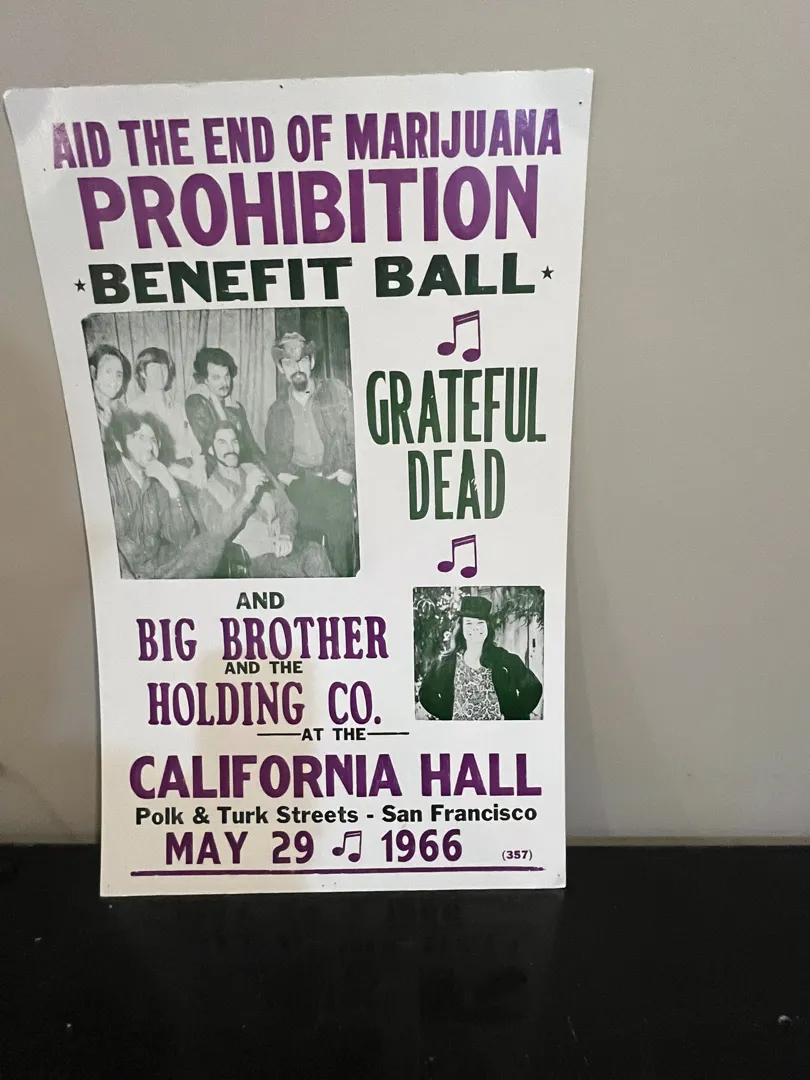 AID THE END OF MARIJUANA
PROHIBITION
BENEFIT BALL
GRATEFUL
DEAD
AND
BIG BROTHER
AND THE
HOLDING CO.
AT THE
CALIFORNIA HALL
Polk & Turk Streets - San Francisco
MAY 29 1966 (357)